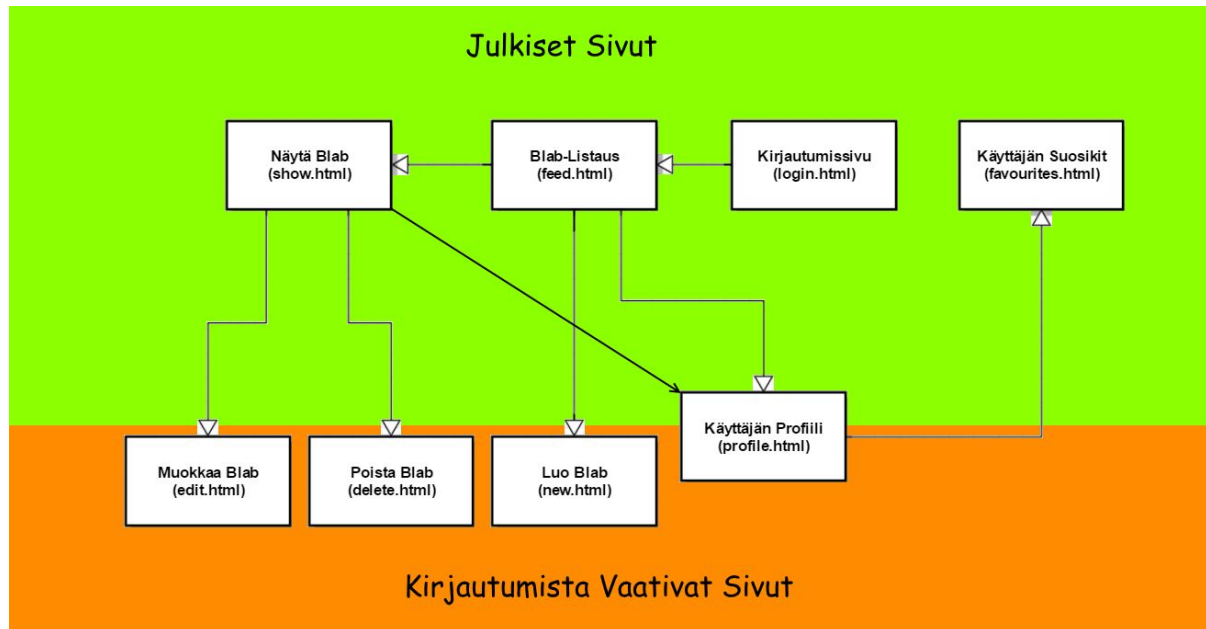 Julkiset Sivut
Näytä Blab
(show.html)
Blab-Listaus
(feed.html)
Kirjautumissivu
(login.html)
Käyttäjän Suosikit
(favourites.html)
Käyttäjän Profiili
(profile.html)
Muokkaa Blab
(edit.html)
Poista Blab
(delete.html)
Luo Blab
(new.html)
Kirjautumista Vaativat Sivut